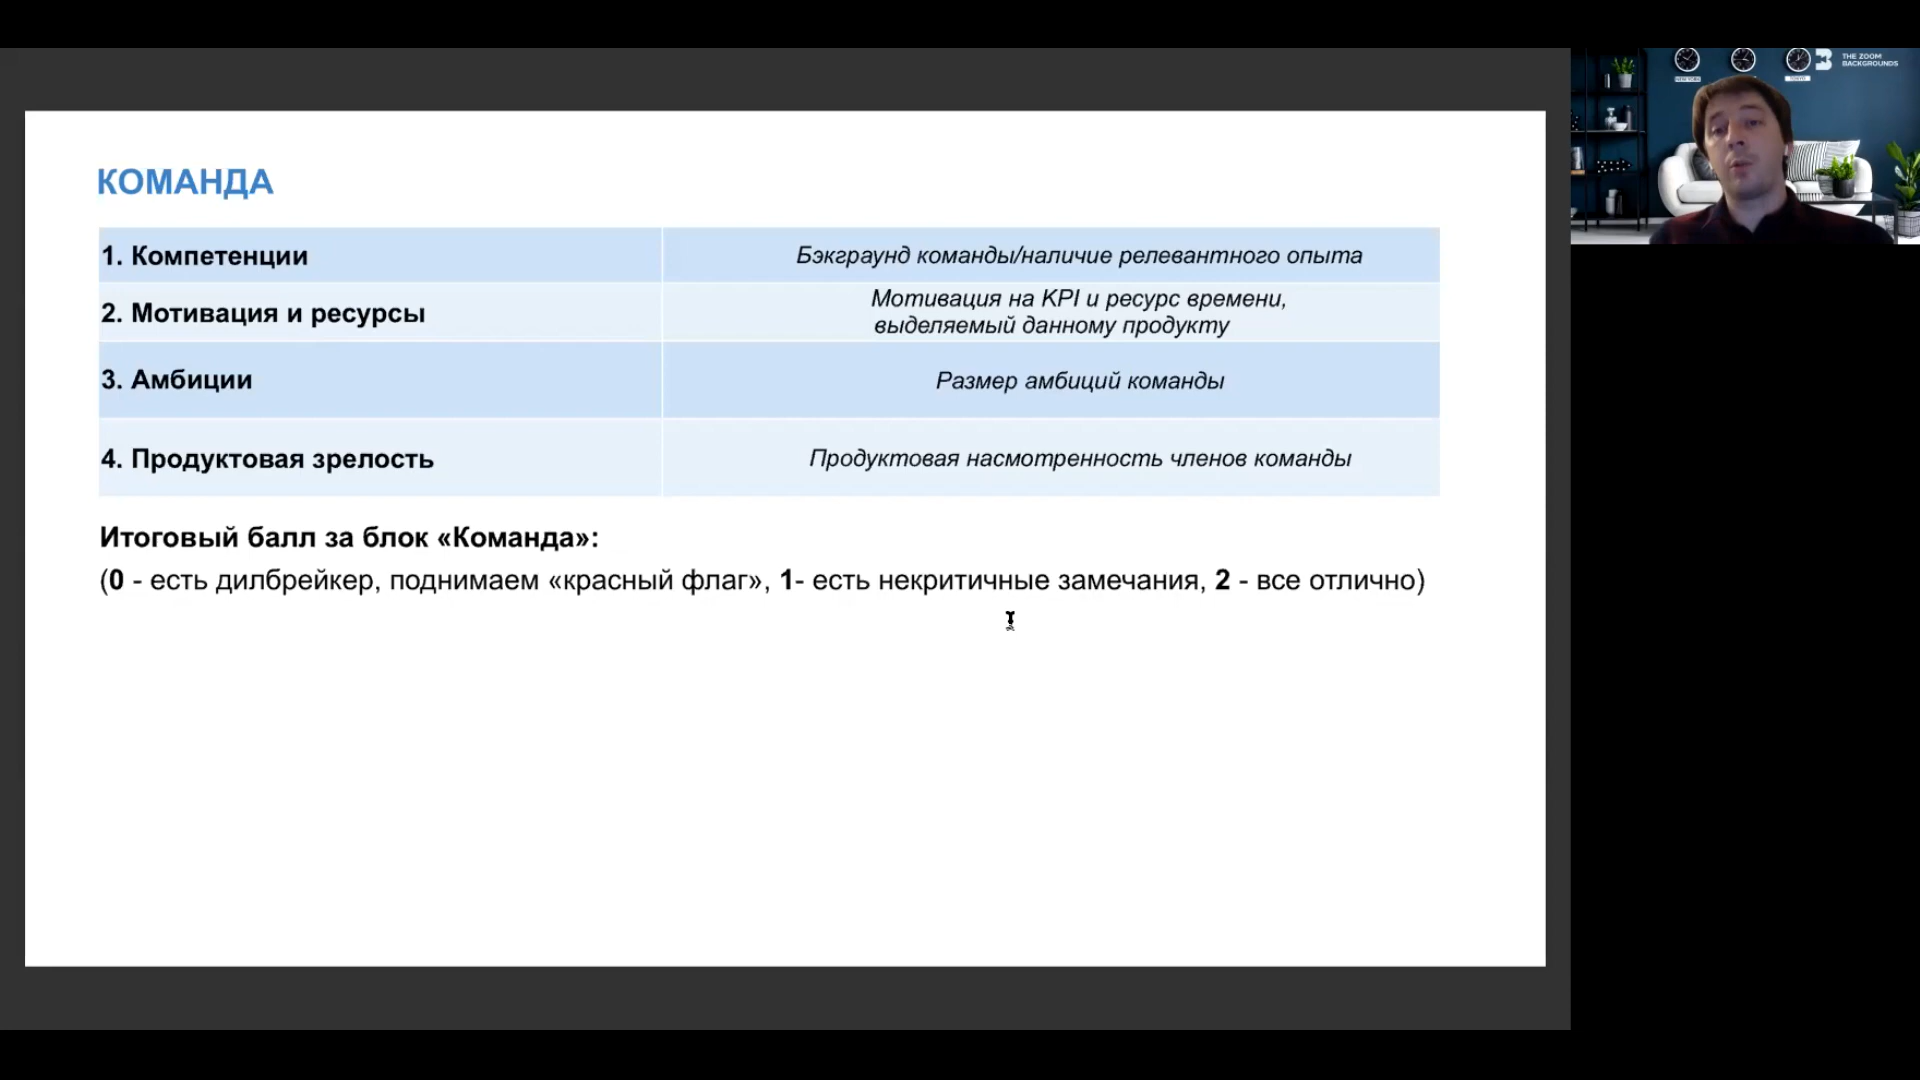 КОМАНДА
1. Компетенции
Бэкграунд команды/наличие релевантного опыта
2. Мотивация и ресурсы
Мотивация на KPI и ресурс времени,
выделяемый данному продукту
3. Амбиции
Размер амбиций команды
4. Продуктовая зрелость
Продуктовая насмотренность членов команды
Итоговый балл за блок «Команда»:
(0 - есть дилбрейкер, поднимаем «красный флаг», 1- есть некритичные замечания, 2 - все отлично)
THE ZOOM
BACKGROUNDS